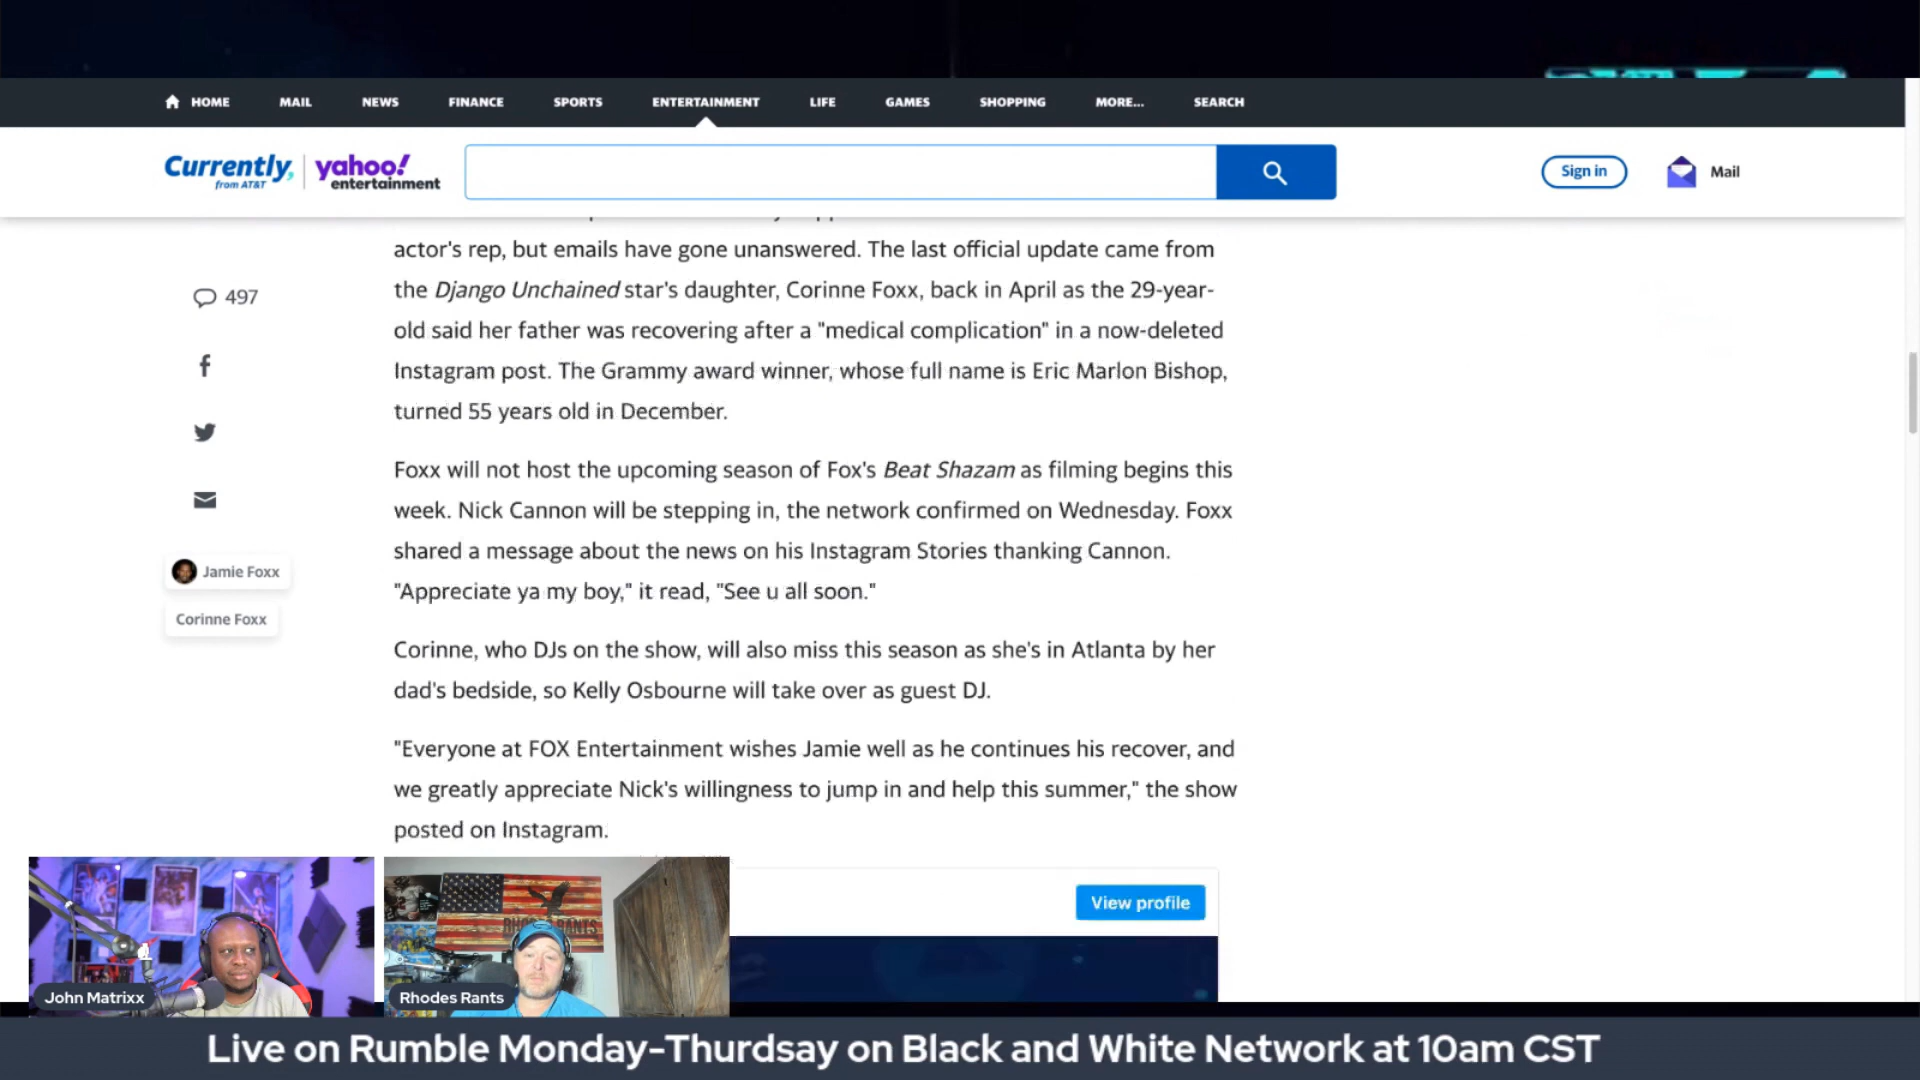 HOME MAIL NEWS FINANCE SPORTS ENTERTAINMENT LIFE GAMES SHOPPING MORE... SEARCH
Currently,
from AT&T
yahoo!
entertainment
Sign in
Mail
actor's rep, but emails have gone unanswered. The last official update came from
the Django Unchained star's daughter, Corinne Foxx, back in April as the 29-year-
old said her father was recovering after a "medical complication" in a now-deleted
Instagram post. The Grammy award winner, whose full name is Eric Marlon Bishop,
turned 55 years old in December.
497
Foxx will not host the upcoming season of Fox's Beat Shazam as filming begins this
week. Nick Cannon will be stepping in, the network confirmed on Wednesday. Foxx
shared a message about the news on his Instagram Stories thanking Cannon.
"Appreciate ya my boy," it read, "See u all soon."
Jamie Foxx
Corinne Foxx
Corinne, who DJs on the show, will also miss this season as she's in Atlanta by her
dad's bedside, so Kelly Osbourne will take over as guest DJ.
"Everyone at FOX Entertainment wishes Jamie well as he continues his recover, and
we greatly appreciate Nick's willingness to jump in and help this summer," the show
posted on Instagram.
View profile
RHODES RANTS
John Matrixx
Rhodes Rants
Live on Rumble Monday-Thurdsay on Black and White Network at 10am CST